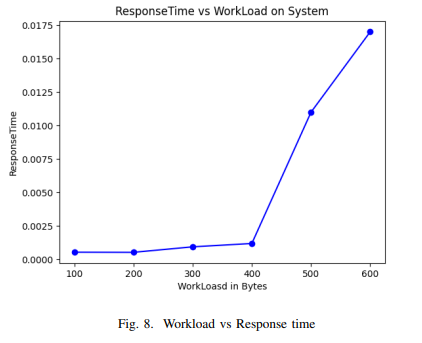 ResponseTime vs WorkLoad on System
0.0175
0.0150
0.0125
0.0100
0.0075
0.0050
0.0025
0.0000
ResponseTime
100 200 300 400 500 600
WorkLoasd in Bytes
Fig. 8. Workload vs Response time